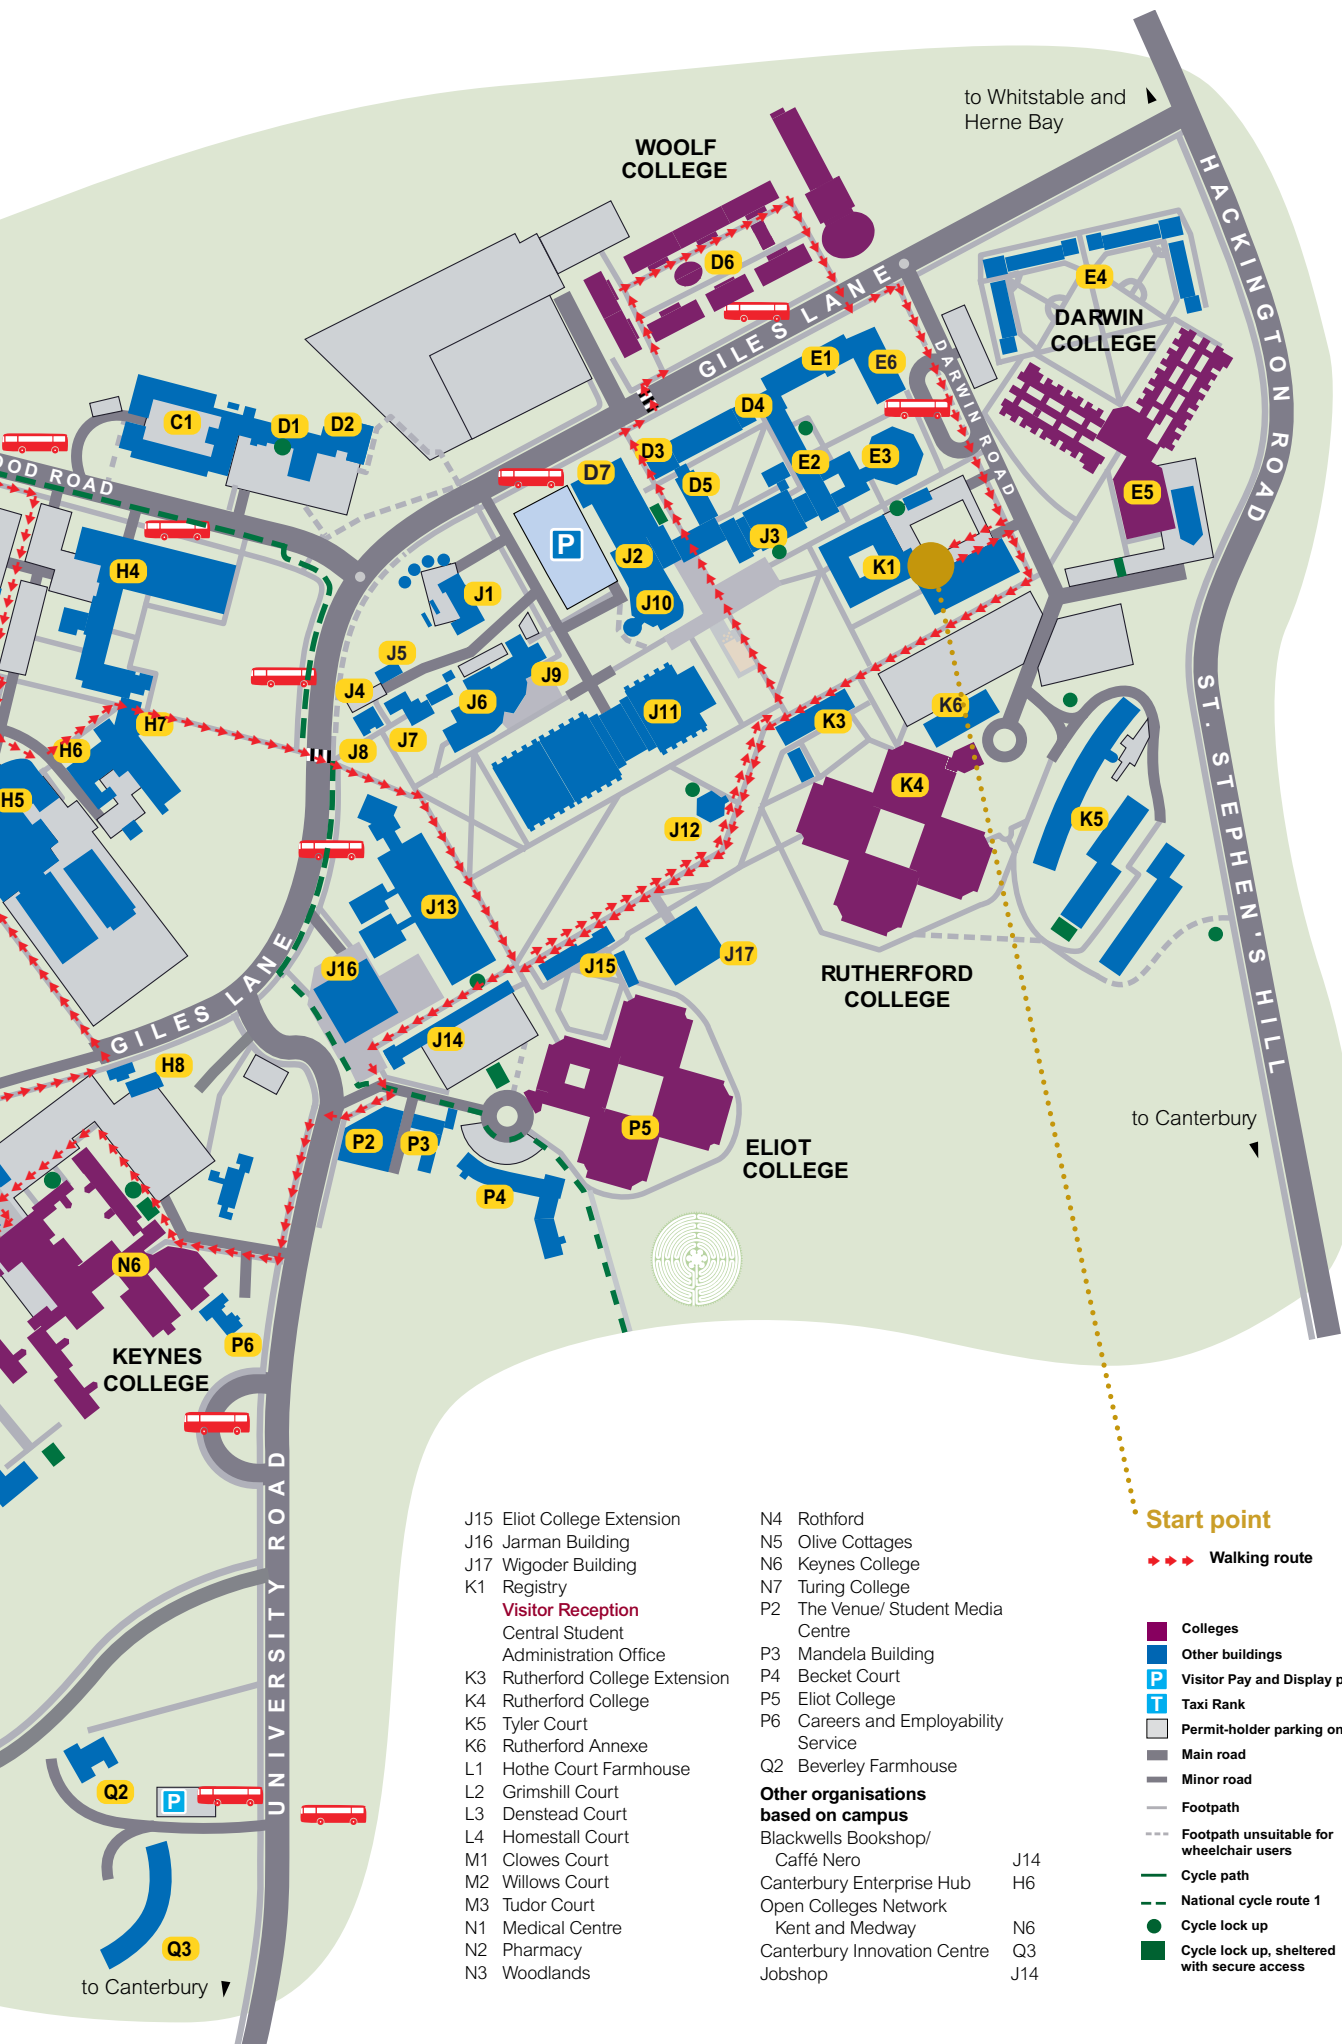 to Whitstable and
Herne Bay
WOOLF
COLLEGE
HACKINGTON ROAD
D6
GILES LANE
E4
DARWIN
COLLEGE
E1
E6
DARWIN ROAD
D4
C1
D1
D2
D3
D7
E2
E3
D5
E5
OOD ROAD
P
J3
J2
K1
H4
J1
J10
J5
J4
J9
J6
J11
K6
K3
H7
J7
J8
H6
ST. STEPHEN'S HILL
K4
H5
K5
J12
J13
J17
J15
J16
RUTHERFORD
COLLEGE
GILES LANE
J14
H8
P2
P3
P5
to Canterbury
ELIOT
COLLEGE
P4
N6
P6
KEYNES
COLLEGE
UNIVERSITY ROAD
Q2
P
Q3
to Canterbury
J15 Eliot College Extension
J16 Jarman Building
J17 Wigoder Building
K1 Registry
Visitor Reception
Central Student
Administration Office
K3 Rutherford College Extension
K4 Rutherford College
K5 Tyler Court
K6 Rutherford Annexe
L1 Hothe Court Farmhouse
L2 Grimshill Court
L3 Denstead Court
L4 Homestall Court
M1 Clowes Court
M2 Willows Court
M3 Tudor Court
N1 Medical Centre
N2 Pharmacy
N3 Woodlands
N4 Rothford
N5 Olive Cottages
N6 Keynes College
N7 Turing College
P2 The Venue/ Student Media
Centre
P3 Mandela Building
P4 Becket Court
P5 Eliot College
P6 Careers and Employability
Service
Q2 Beverley Farmhouse
Other organisations
based on campus
Blackwells Bookshop/
Caffé Nero J14
Canterbury Enterprise Hub H6
Open Colleges Network
Kent and Medway N6
Canterbury Innovation Centre Q3
Jobshop J14
Start point
Walking route
Colleges
Other buildings
P Visitor Pay and Display p
T Taxi Rank
Permit-holder parking on
Main road
Minor road
Footpath
Footpath unsuitable for
wheelchair users
Cycle path
National cycle route 1
Cycle lock up
Cycle lock up, sheltered
with secure access